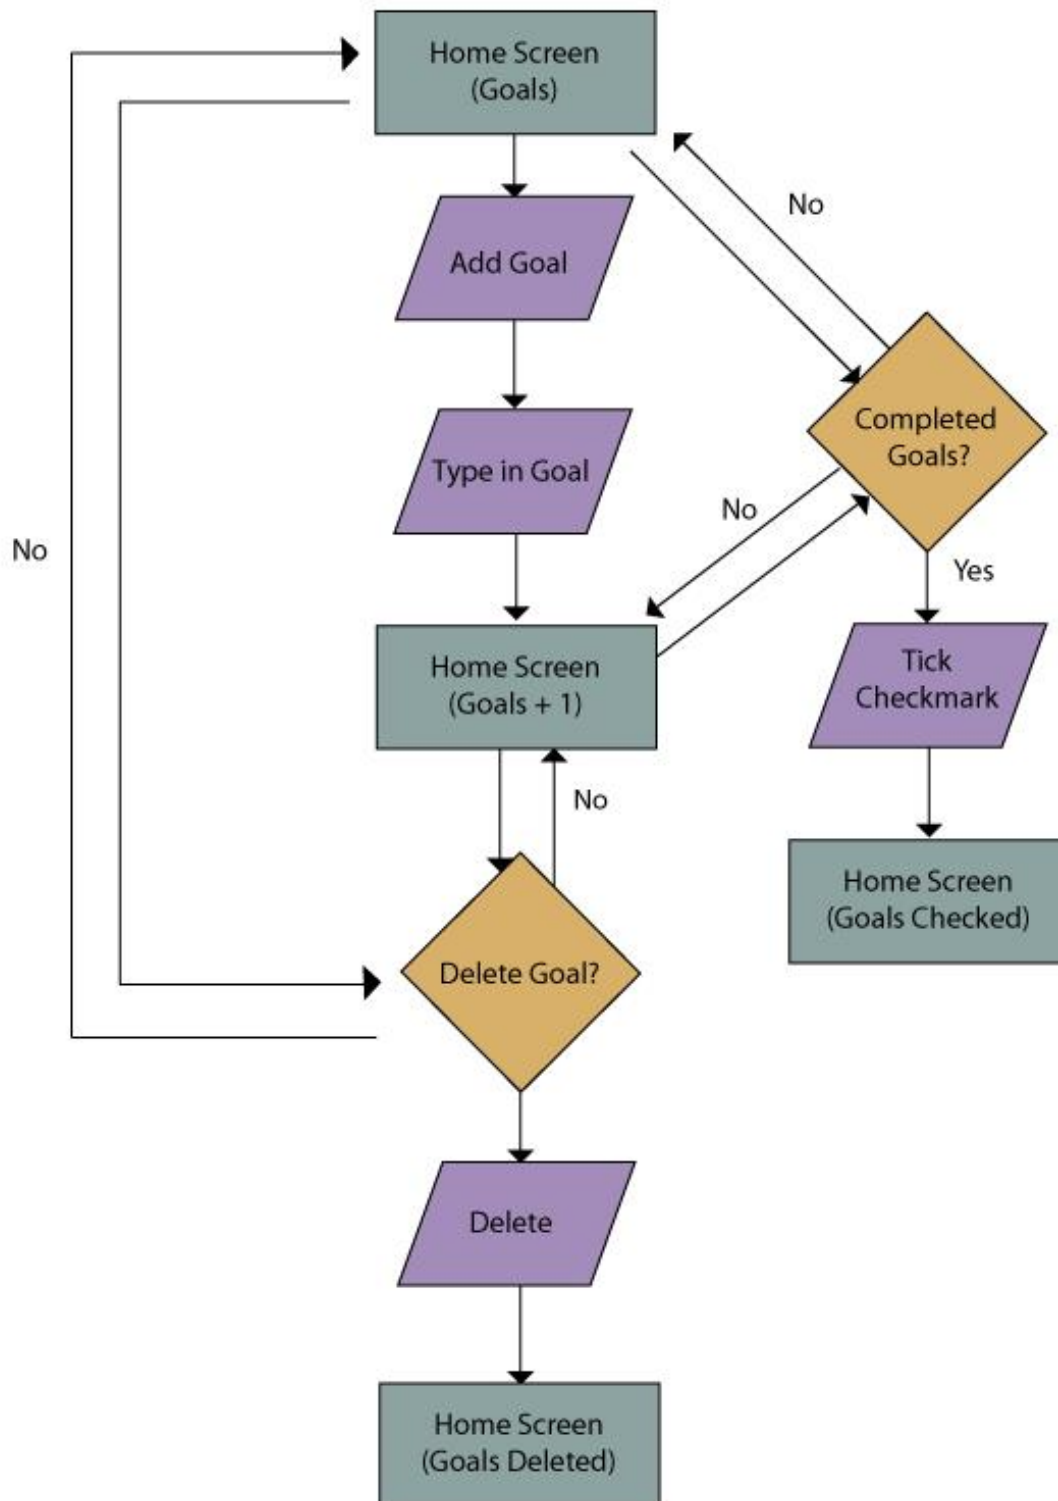 Home Screen
(Goals)
No
Add Goal
Completed
Goals?
Type in Goal
No
No
Yes
Home Screen
(Goals + 1)
Tick
Checkmark
No
Home Screen
(Goals Checked)
Delete Goal?
Delete
Home Screen
(Goals Deleted)